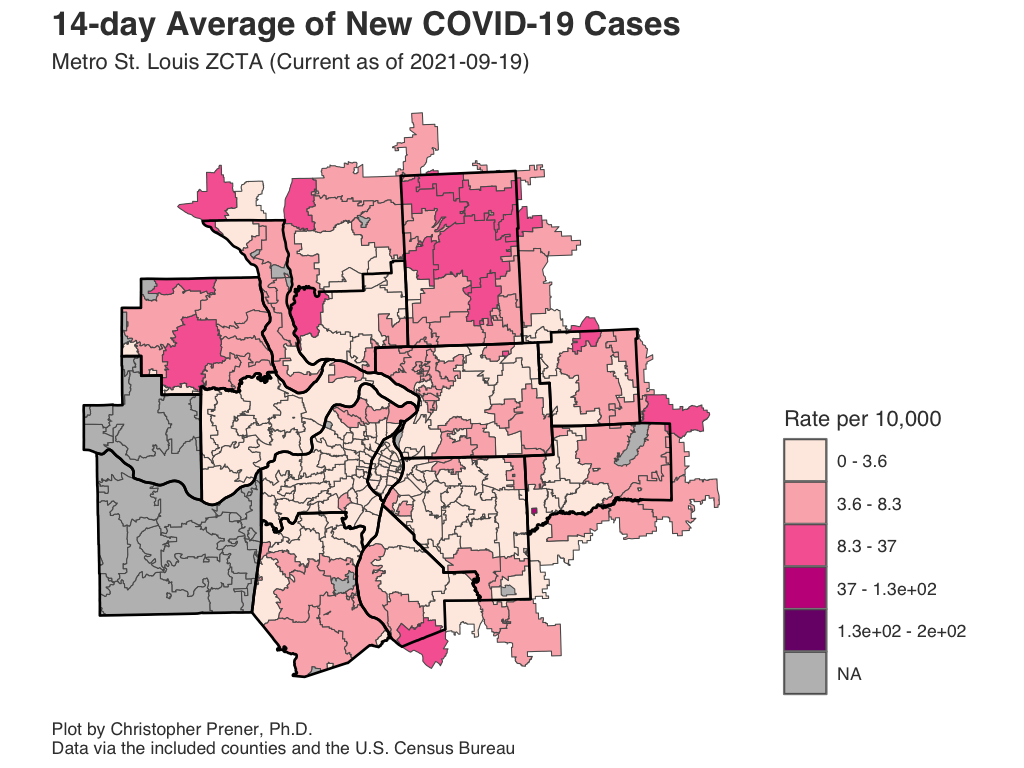 14-day Average of New COVID-19 Cases
Metro St. Louis ZCTA (Current as of 2021-09-19)
Rate per 10,000
0 - 3.6
3.6 - 8.3
8.3 - 37
37 - 1.3e+02
1.3e+02 - 2e+02
NA
Plot by Christopher Prener, Ph.D.
Data via the included counties and the U.S. Census Bureau